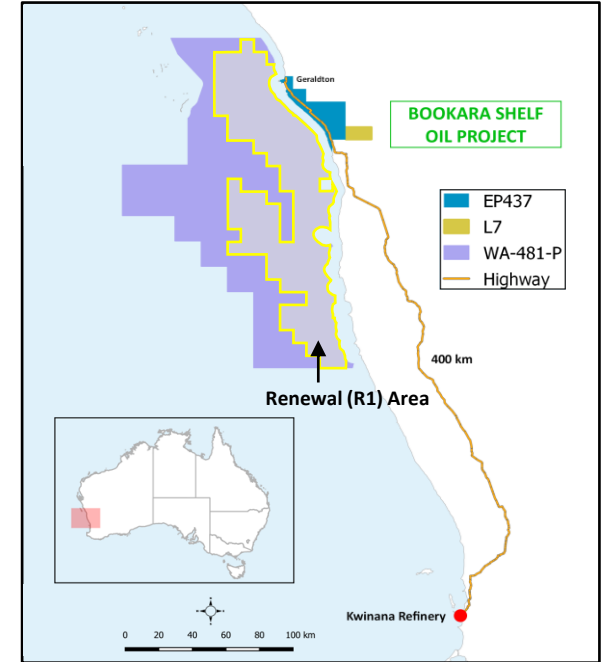 Geraldton
BOOKARA SHELF
OIL PROJECT
EP437
L7
WA-481-P
Highway
400 km
Renewal (R1) Area
Kwinana Refinery
0 20 40 60 80 100 km